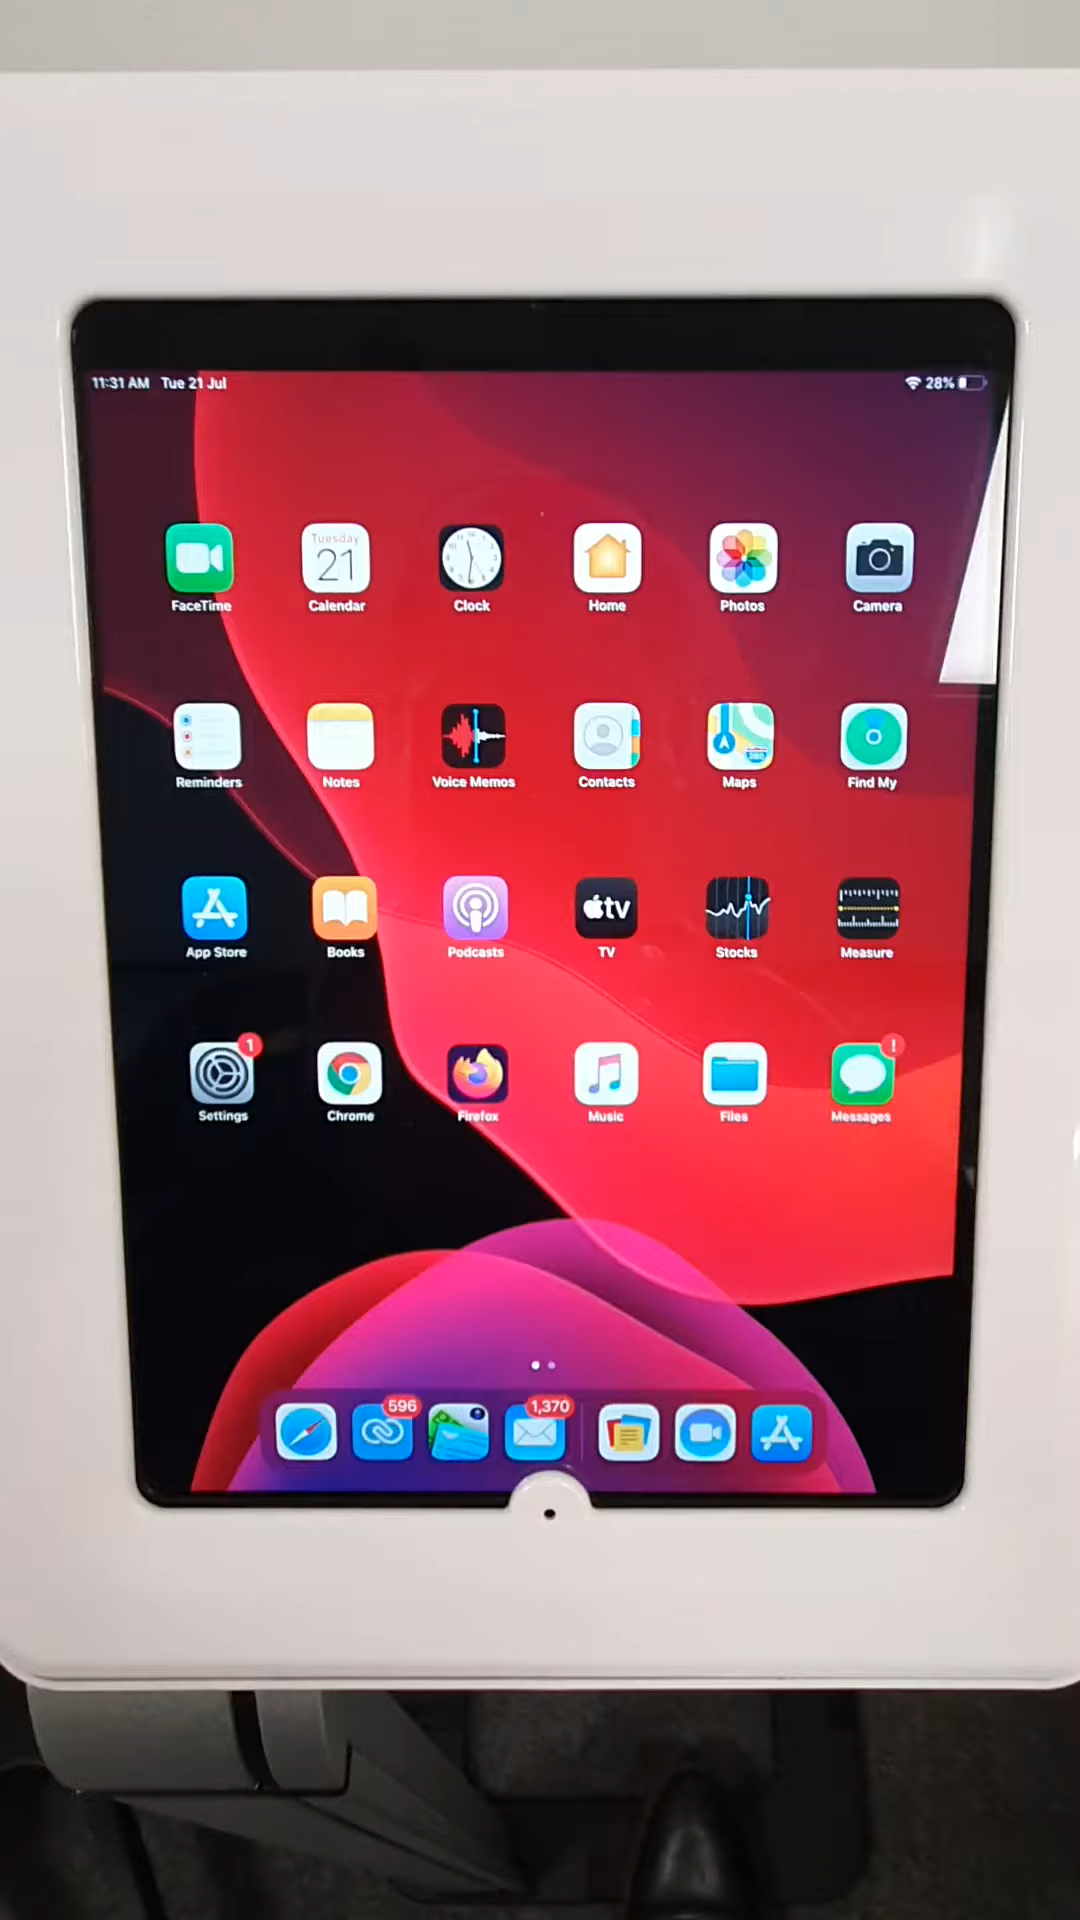 11:31 AM Tue 21 Jul 28%
Tuesday
21
FaceTime Calendar Clock Home Photos Camera
Reminders Notes Voice Memos Contacts Maps Find My
tv
App Store Books Podcasts TV Stocks Measure
1 !
Settings Chrome Firefox Music Files Messages
596 1,370